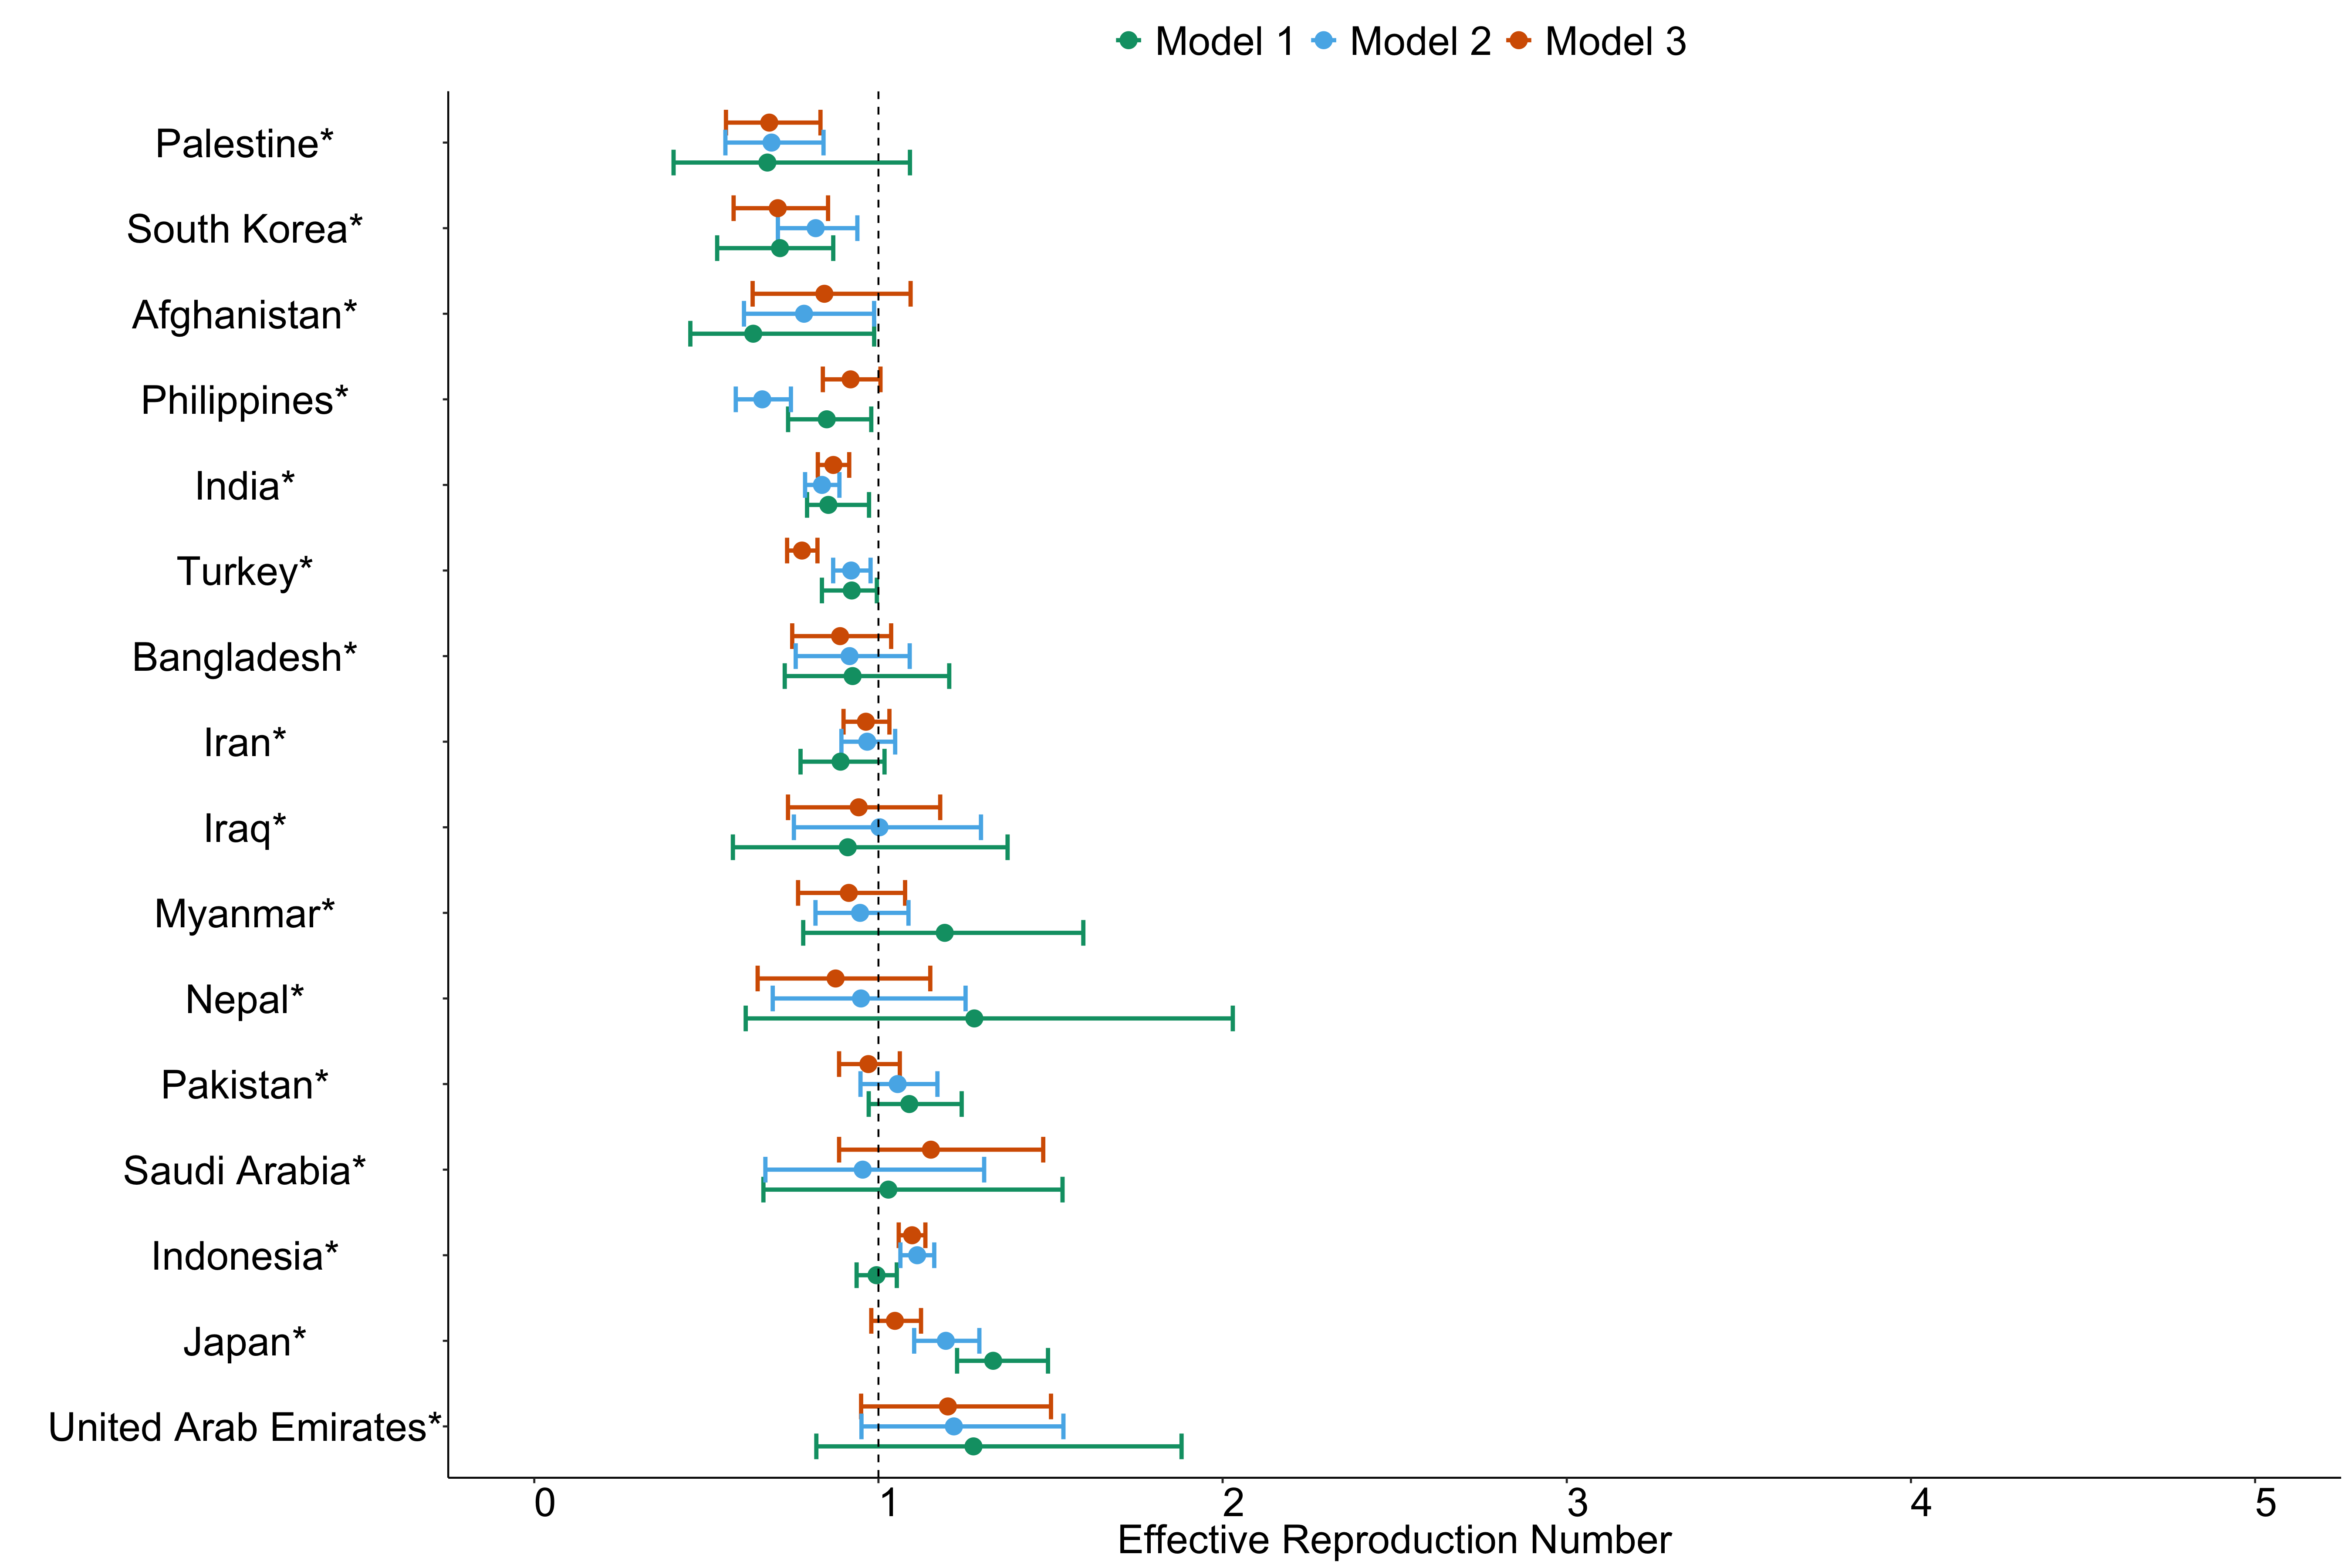 Model 1 Model 2 Model 3
Palestine*
South Korea*
Afghanistan*
Philippines*
India*
Turkey*
Bangladesh*
Iran*
Iraq*
Myanmar*
Nepal*
Pakistan*
Saudi Arabia*
Indonesia*
Japan*
United Arab Emirates*
0 1 2 3 4 5
Effective Reproduction Number